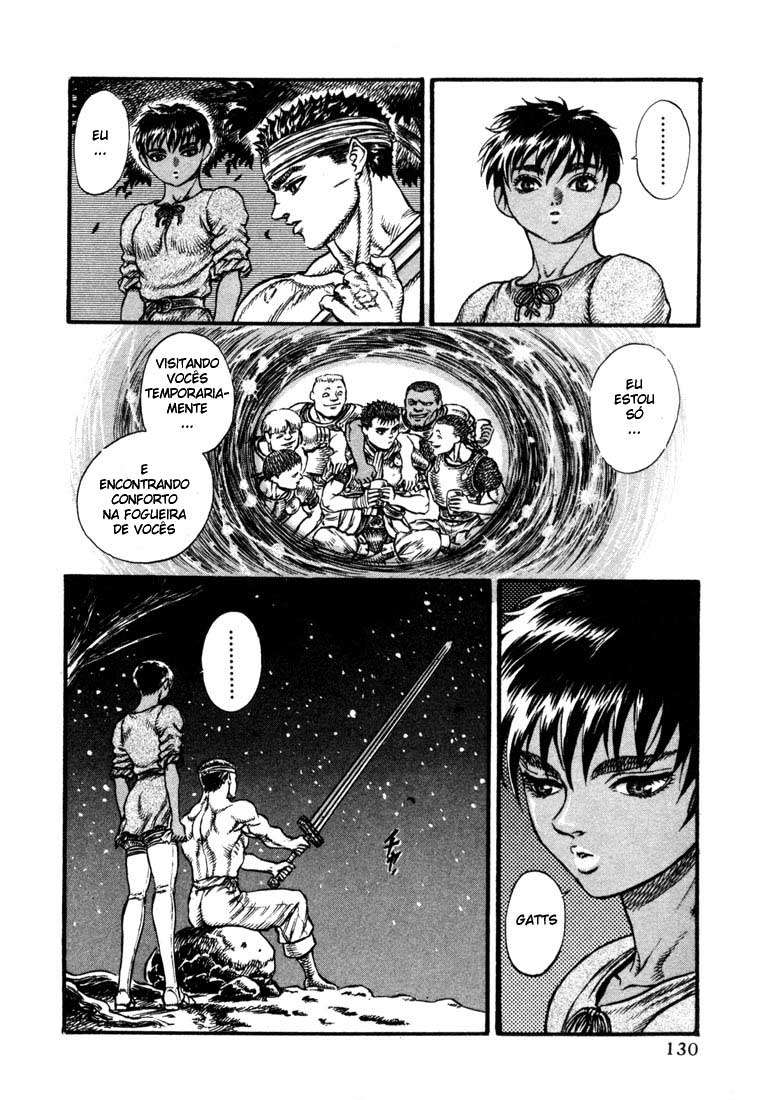 EU
...
.........
VISITANDO
VOCÊS
TEMPORARIA-
MENTE
...
E
ENCONTRANDO
CONFORTO
NA FOGUEIRA
DE VOCÊS
EU
ESTOU
SÓ
...
.........
GATTS
130